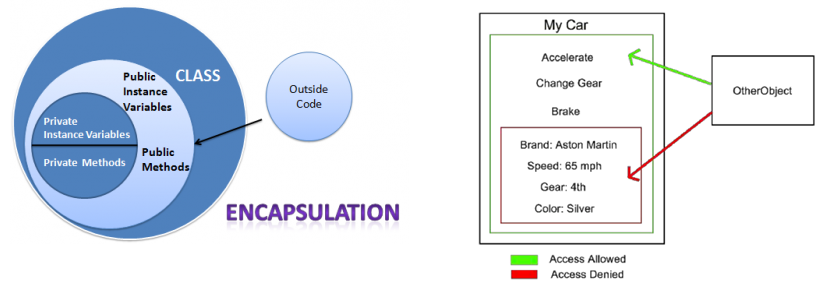 CLASS
Public
Instance
Variables
Private
Instance Variables
Private Methods
Public
Methods
Outside
Code
ENCAPSULATION
My Car
Accelerate
Change Gear
Brake
Brand: Aston Martin
Speed: 65 mph
Gear: 4th
Color: Silver
OtherObject
Access Allowed
Access Denied